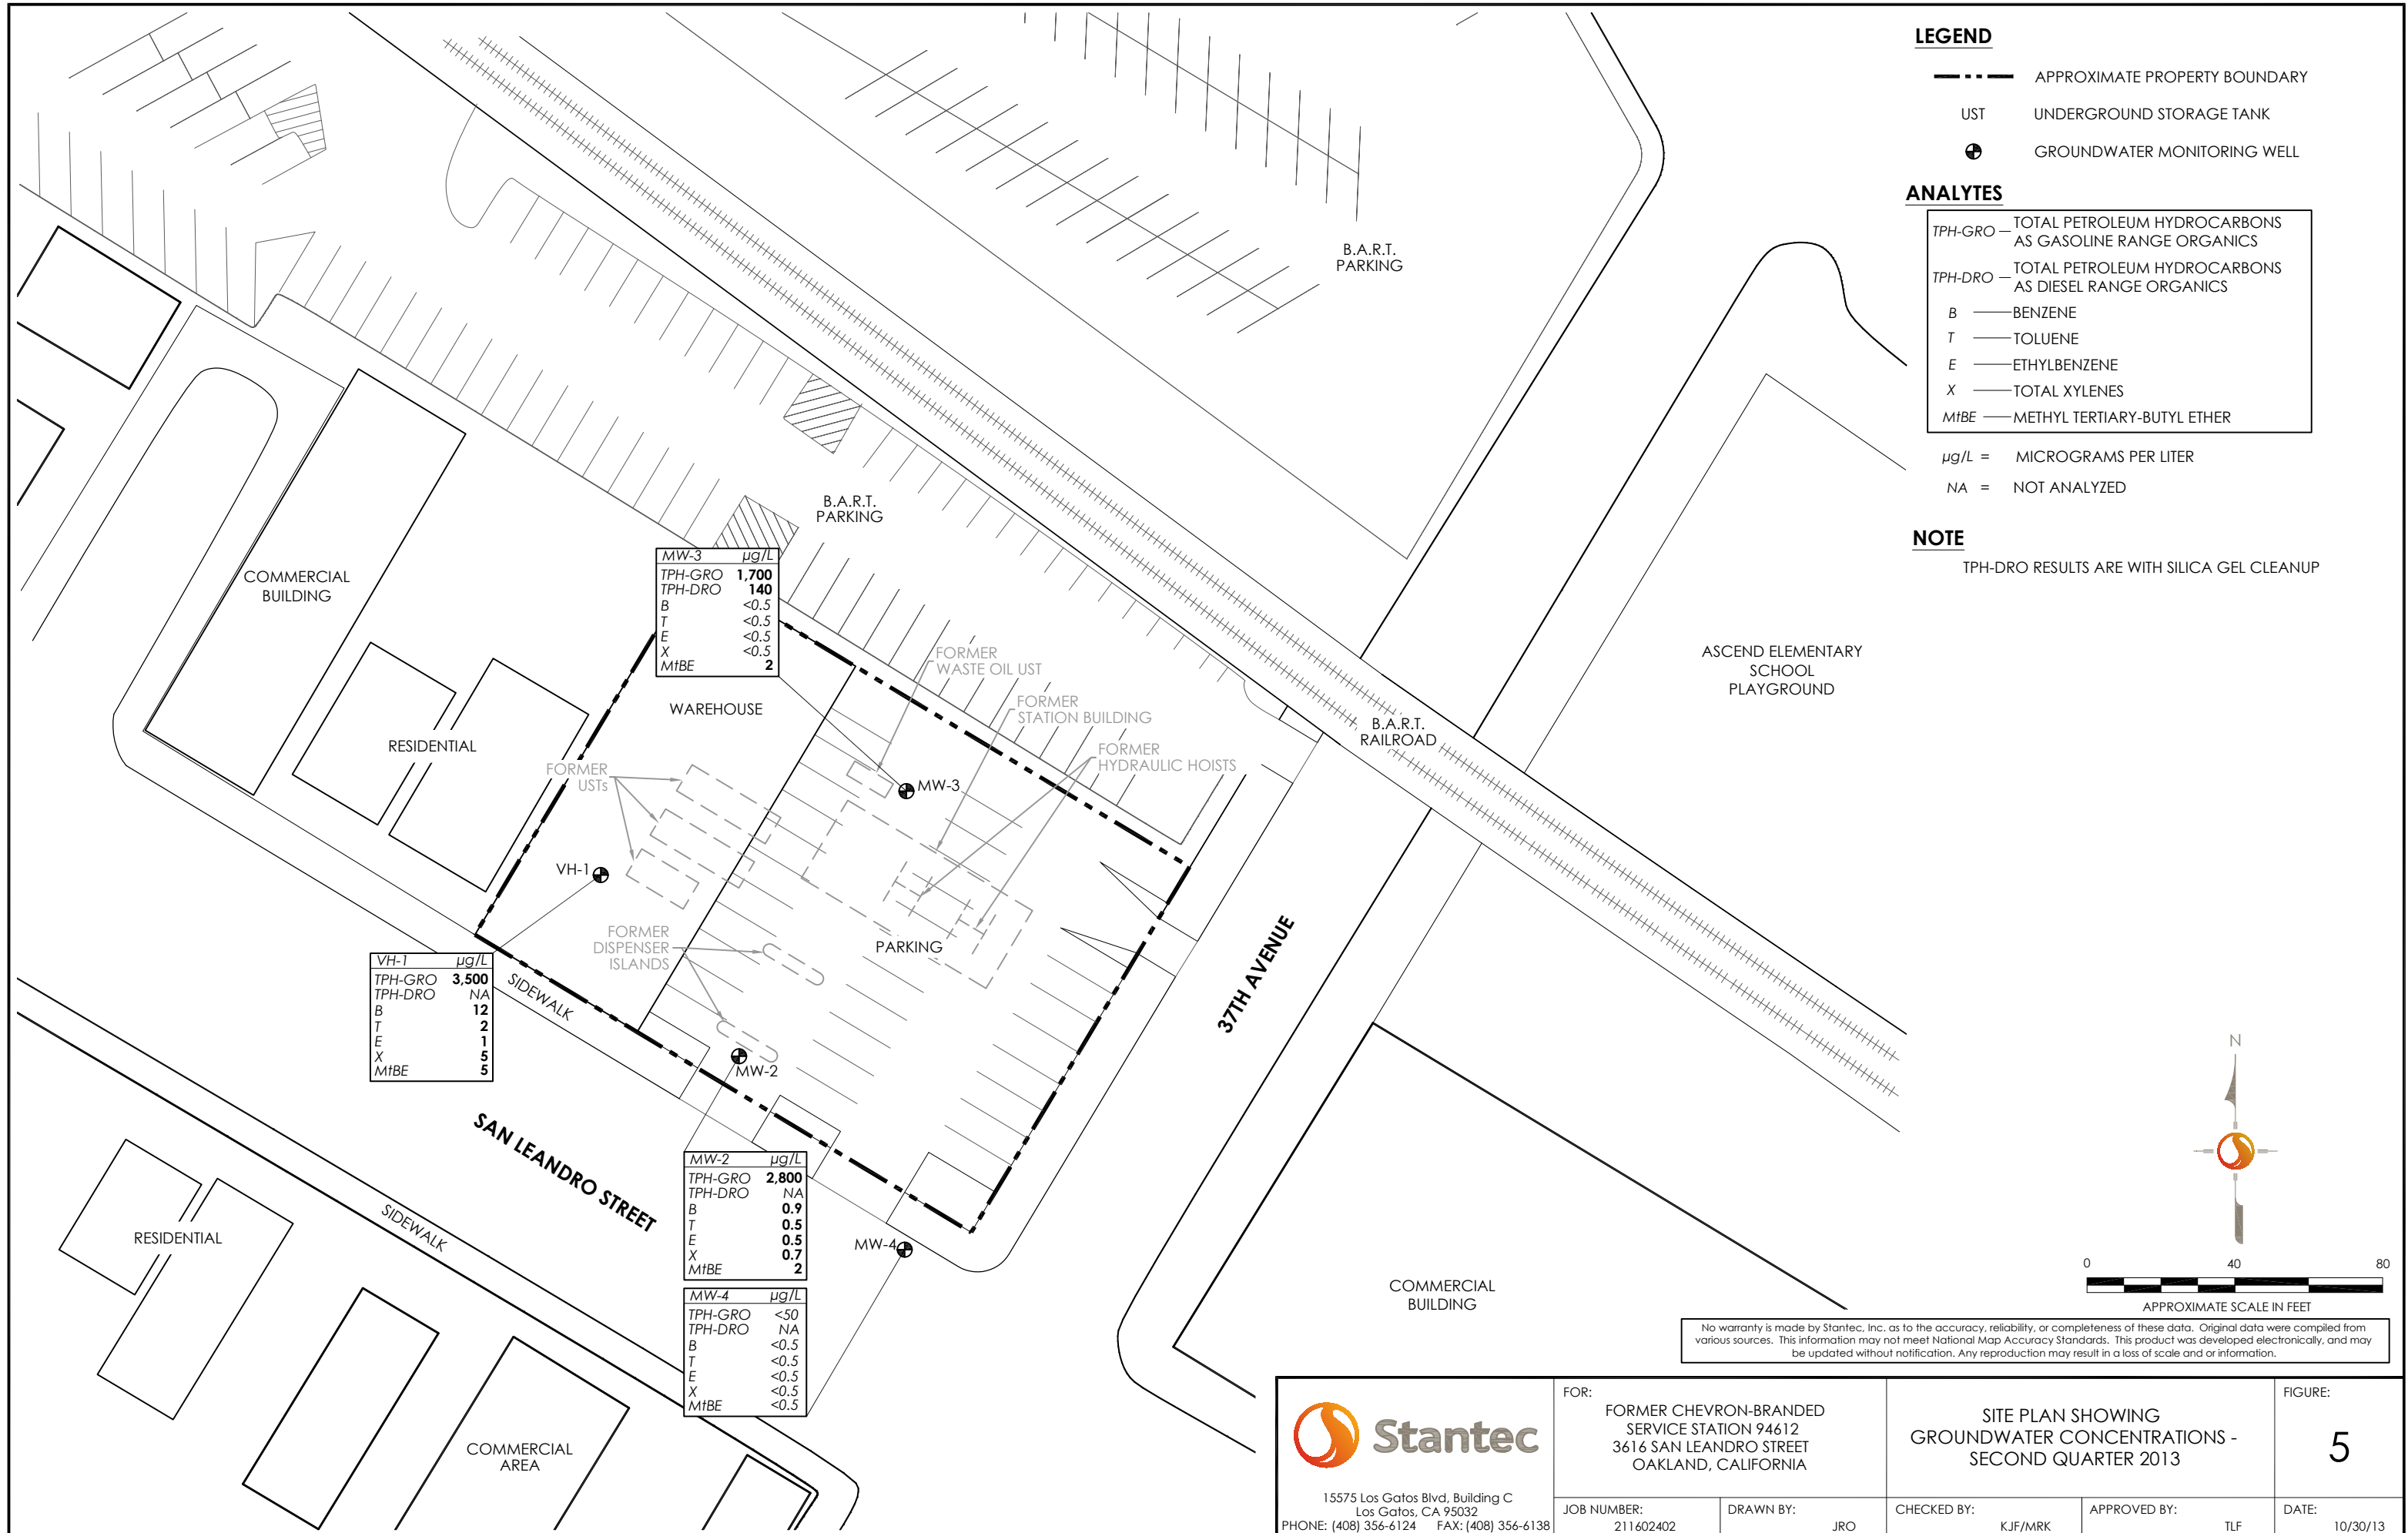 LEGEND
APPROXIMATE PROPERTY BOUNDARY
UST UNDERGROUND STORAGE TANK
GROUNDWATER MONITORING WELL
ANALYTES
TPH-GRO — TOTAL PETROLEUM HYDROCARBONS
AS GASOLINE RANGE ORGANICS
TPH-DRO — TOTAL PETROLEUM HYDROCARBONS
AS DIESEL RANGE ORGANICS
B — BENZENE
T — TOLUENE
E — ETHYLBENZENE
X — TOTAL XYLENES
MtBE — METHYL TERTIARY-BUTYL ETHER
µg/L = MICROGRAMS PER LITER
NA = NOT ANALYZED
NOTE
TPH-DRO RESULTS ARE WITH SILICA GEL CLEANUP
B.A.R.T.
PARKING
B.A.R.T.
PARKING
COMMERCIAL
BUILDING
MW-3 µg/L
TPH-GRO 1,700
TPH-DRO 140
B <0.5
T <0.5
E <0.5
X <0.5
MtBE 2
ASCEND ELEMENTARY
SCHOOL
PLAYGROUND
FORMER
WASTE OIL UST
WAREHOUSE
FORMER
STATION BUILDING
B.A.R.T.
RAILROAD
RESIDENTIAL
FORMER
HYDRAULIC HOISTS
FORMER
USTs
MW-3
VH-1
FORMER
DISPENSER
ISLANDS
PARKING
37TH AVENUE
VH-1 µg/L
TPH-GRO 3,500
TPH-DRO NA
B 12
T 2
E 1
X 5
MtBE 5
SIDEWALK
MW-2
SAN LEANDRO STREET
MW-2 µg/L
TPH-GRO 2,800
TPH-DRO NA
B 0.9
T 0.5
E 0.5
X 0.7
MtBE 2
SIDEWALK
RESIDENTIAL
MW-4
MW-4 µg/L
TPH-GRO <50
TPH-DRO NA
B <0.5
T <0.5
E <0.5
X <0.5
MtBE <0.5
COMMERCIAL
AREA
COMMERCIAL
BUILDING
N
0 40 80
APPROXIMATE SCALE IN FEET
No warranty is made by Stantec, Inc. as to the accuracy, reliability, or completeness of these data. Original data were compiled from
various sources. This information may not meet National Map Accuracy Standards. This product was developed electronically, and may
be updated without notification. Any reproduction may result in a loss of scale and or information.
Stantec
15575 Los Gatos Blvd, Building C
Los Gatos, CA 95032
PHONE: (408) 356-6124 FAX: (408) 356-6138
FOR:
FORMER CHEVRON-BRANDED
SERVICE STATION 94612
3616 SAN LEANDRO STREET
OAKLAND, CALIFORNIA
SITE PLAN SHOWING
GROUNDWATER CONCENTRATIONS -
SECOND QUARTER 2013
FIGURE:
5
JOB NUMBER:
211602402
DRAWN BY:
JRO
CHECKED BY:
KJF/MRK
APPROVED BY:
TLF
DATE:
10/30/13